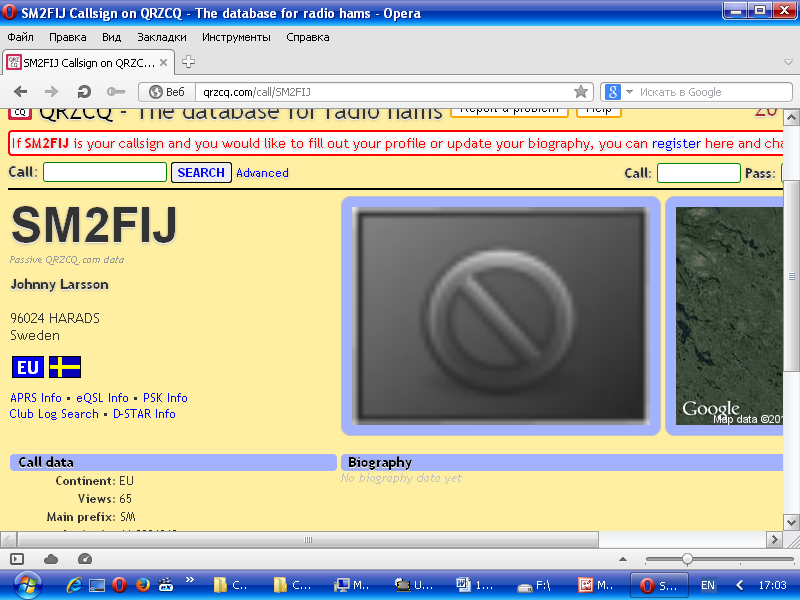 SM2FIJ Callsign on QRZCQ - The database for radio hams - Opera
Файл Правка Вид Закладки Инструменты Справка
SM2FIJ Callsign on QRZC...
Веб qrzcq.com/call/SM2FIJ Искать в Google
QRZCQ - The database for radio hams Report a problem Help
If SM2FIJ is your callsign and you would like to fill out your profile or update your biography, you can register here and
Call: SEARCH Advanced Call: Pass:
SM2FIJ
Passive QRZCQ.com data
Johnny Larsson
96024 HARADS
Sweden
EU
APRS Info • eQSL Info • PSK Info
Club Log Search • D-STAR Info
Google
Map data ©201
Call data Biography
Continent: EU No biography data yet
Views: 65
Main prefix: SM
C... C... M... U... 1... F:\ M... S... EN 17:03